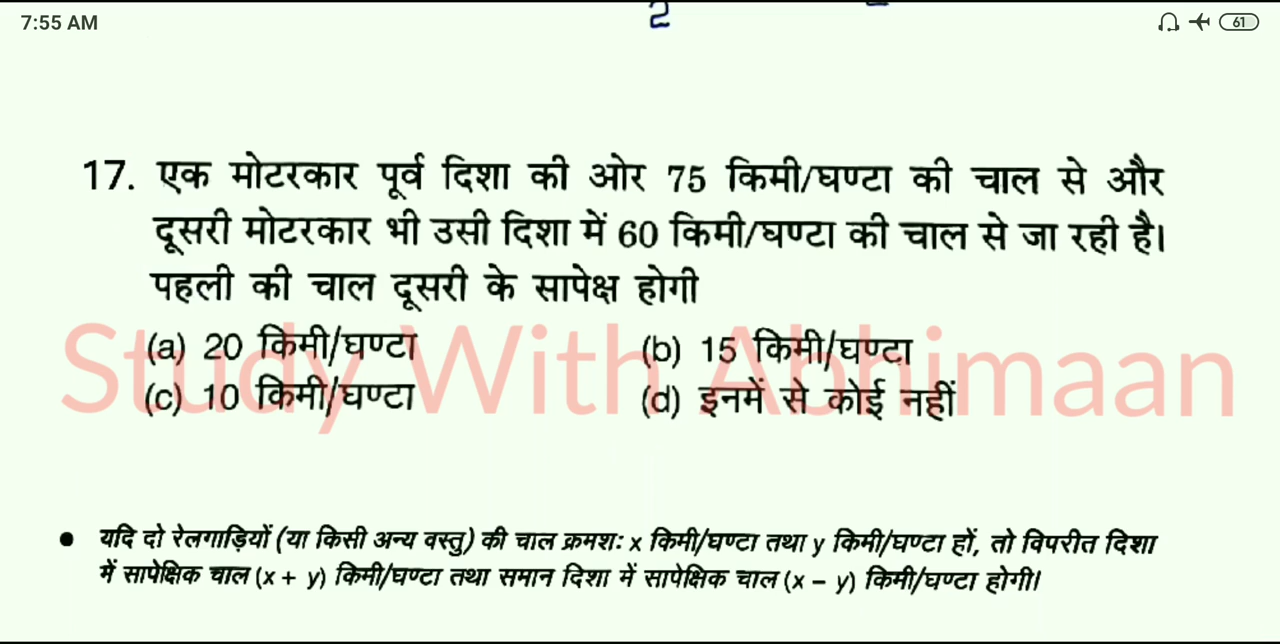 7:55 AM
2
61
17. एक मोटरकार पूर्व दिशा की ओर 75 किमी/घण्टा की चाल से और
दूसरी मोटरकार भी उसी दिशा में 60 किमी/घण्टा की चाल से जा रही है।
पहली की चाल दूसरी के सापेक्ष होगी
(a) 20 किमी/घण्टा (b) 15 किमी/घण्टा
(c) 10 किमी/घण्टा (d) इनमें से कोई नहीं
Study With Abhimaan
• यदि दो रेलगाड़ियों (या किसी अन्य वस्तु) की चाल क्रमशः x किमी/घण्टा तथा y किमी/घण्टा हों, तो विपरीत दिशा
में सापेक्षिक चाल (x + y) किमी/घण्टा तथा समान दिशा में सापेक्षिक चाल (x – y) किमी/घण्टा होगी।